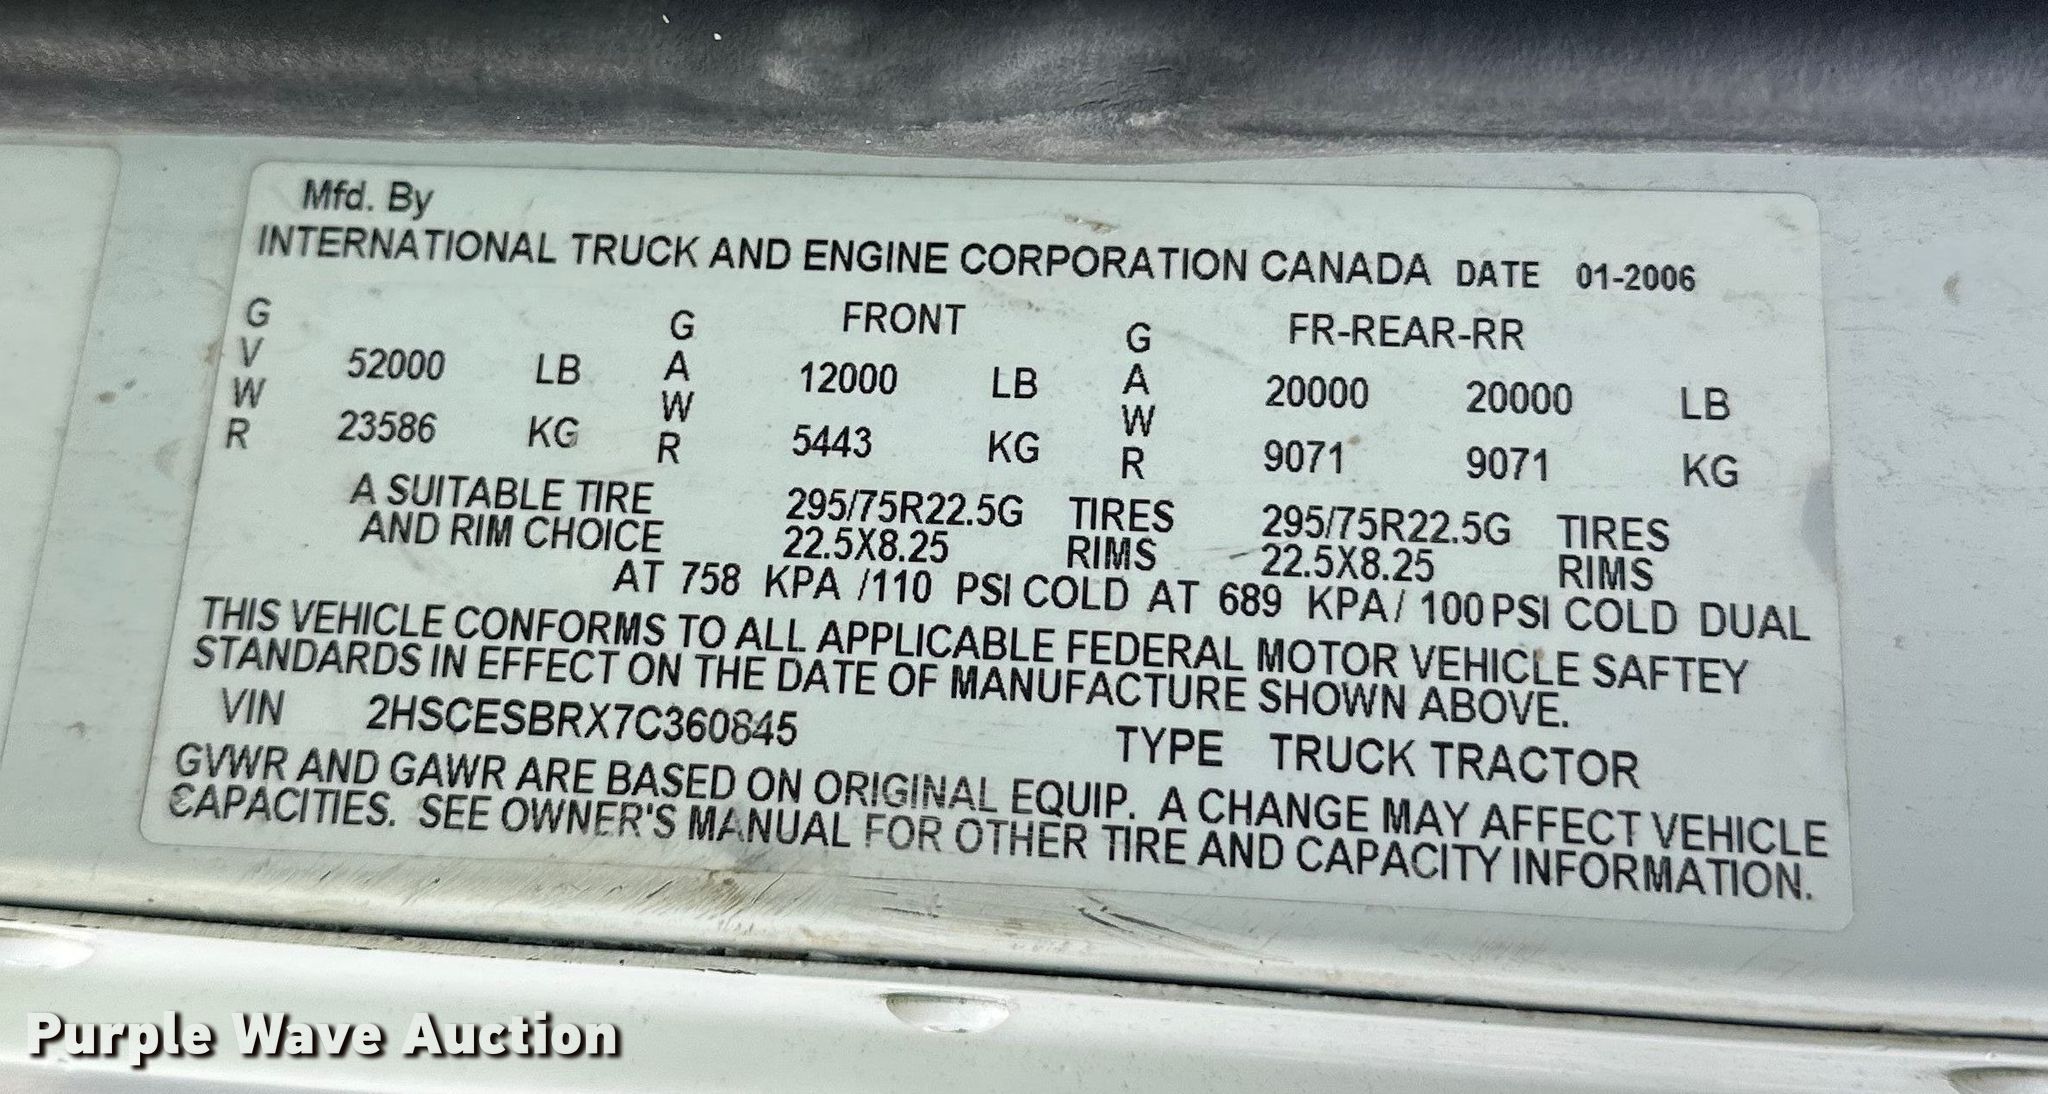 Mfd. By
INTERNATIONAL TRUCK AND ENGINE CORPORATION CANADA DATE 01-2006
GVWR GAWR FRONT GAWR FR-REAR-RR
52000 LB 12000 LB 20000 20000 LB
23586 KG 5443 KG 9071 9071 KG
A SUITABLE TIRE 295/75R22.5G TIRES 295/75R22.5G TIRES
AND RIM CHOICE 22.5X8.25 RIMS 22.5X8.25 RIMS
AT 758 KPA /110 PSI COLD AT 689 KPA/ 100 PSI COLD DUAL
THIS VEHICLE CONFORMS TO ALL APPLICABLE FEDERAL MOTOR VEHICLE SAFTEY
STANDARDS IN EFFECT ON THE DATE OF MANUFACTURE SHOWN ABOVE.
VIN 2HSCESBRX7C360845 TYPE TRUCK TRACTOR
GVWR AND GAWR ARE BASED ON ORIGINAL EQUIP. A CHANGE MAY AFFECT VEHICLE
CAPACITIES. SEE OWNER'S MANUAL FOR OTHER TIRE AND CAPACITY INFORMATION.
Purple Wave Auction